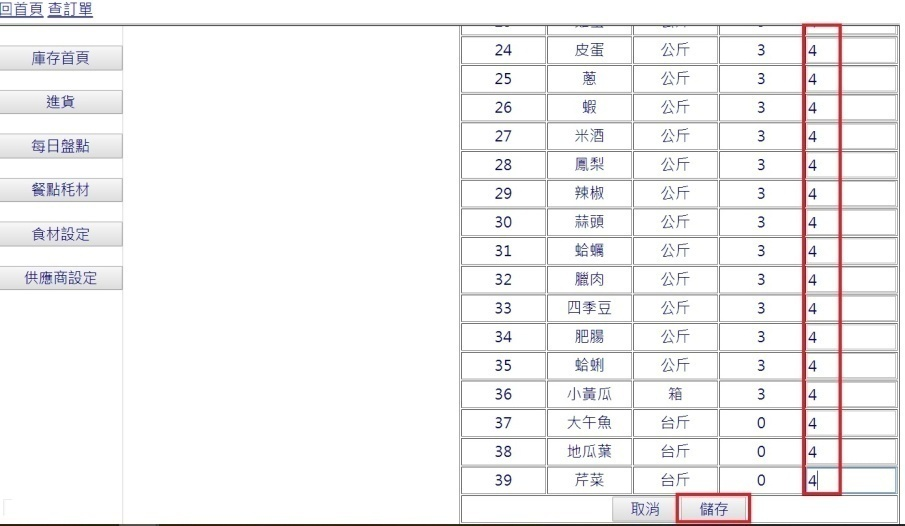 回首頁 查訂單
庫存首頁
進貨
每日盤點
餐點秏材
食材設定
供應商設定
24 皮蛋 公斤 3 4
25 蔥 公斤 3 4
26 蝦 公斤 3 4
27 米酒 公斤 3 4
28 鳳梨 公斤 3 4
29 辣椒 公斤 3 4
30 蒜頭 公斤 3 4
31 蛤蠣 公斤 3 4
32 臘肉 公斤 3 4
33 四季豆 公斤 3 4
34 肥腸 公斤 3 4
35 蛤蜊 公斤 3 4
36 小黃瓜 箱 3 4
37 大午魚 台斤 0 4
38 地瓜葉 台斤 0 4
39 芹菜 台斤 0 4
取消 儲存